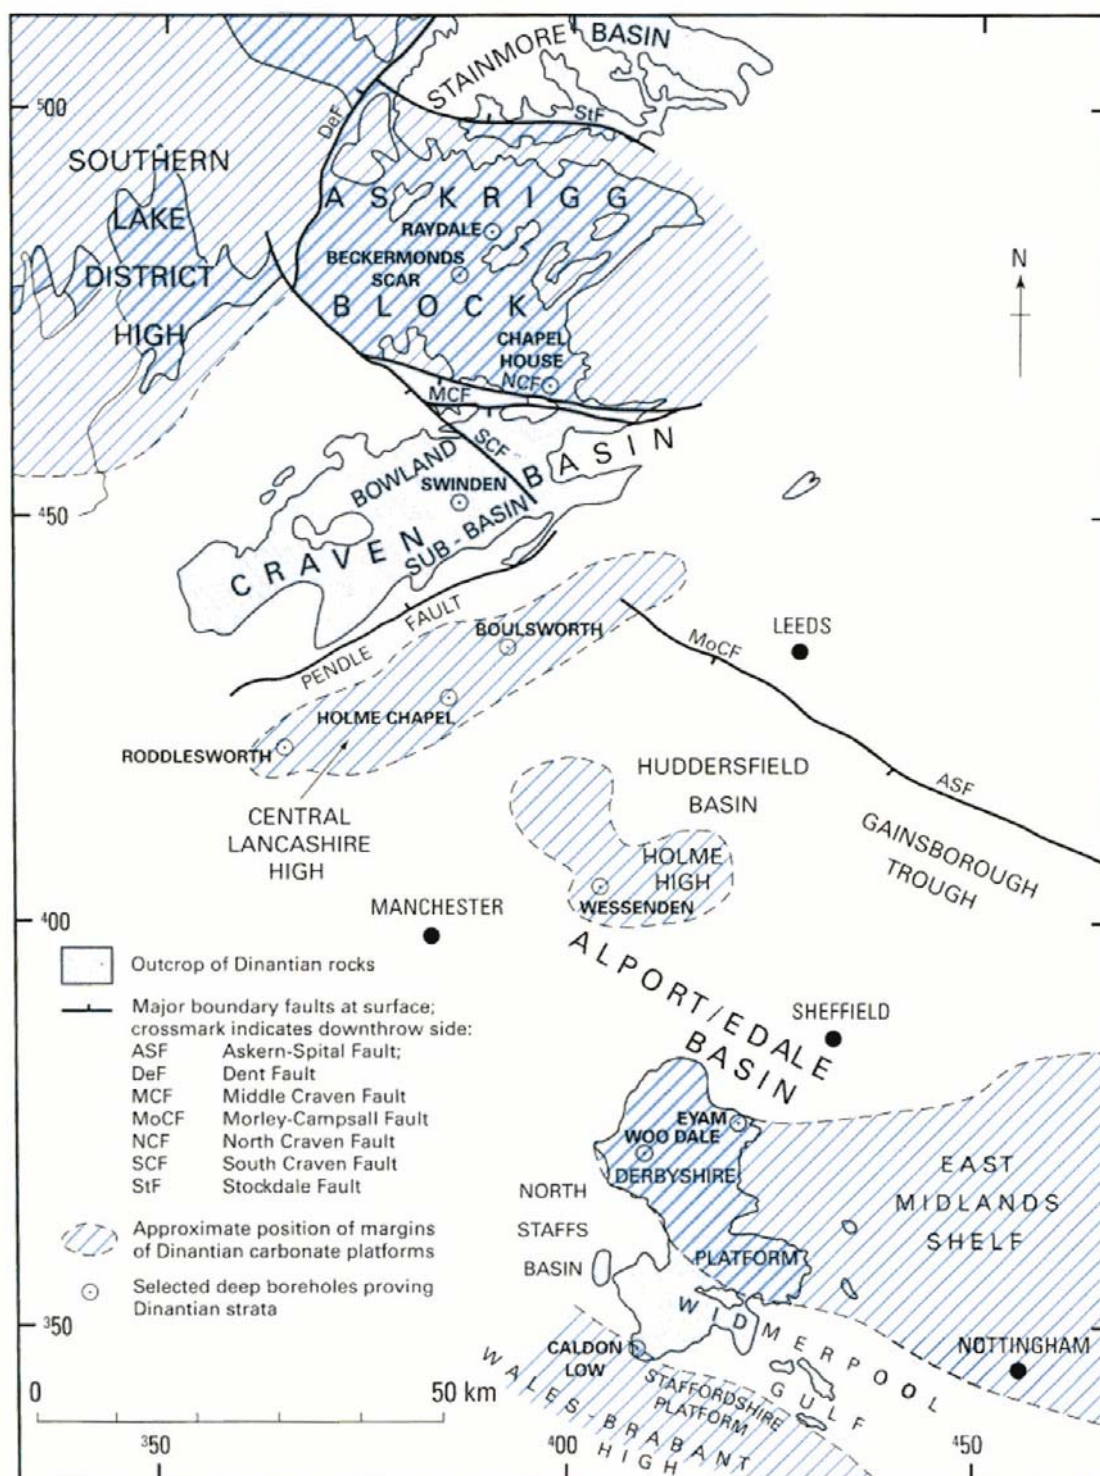 STAINMORE BASIN
500
DeF
StF
SOUTHERN
LAKE
DISTRICT
HIGH
ASKRIGG
RAYDALE
BECKERMONDS
SCAR
BLOCK
CHAPEL
HOUSE
NCF
MCF
N
SCF
BOWLAND
SUB-BASIN
SWINDEN
CRAVEN BASIN
450
PENDLE FAULT
BOULSWORTH
HOLME CHAPEL
RODDLESWORTH
MoCF
LEEDS
CENTRAL
LANCASHIRE
HIGH
HUDDERSFIELD
BASIN
ASF
GAINSBOROUGH
TROUGH
HOLME
HIGH
WESSENDEN
MANCHESTER
400
ALPORT/EDALE
BASIN
SHEFFIELD
Outcrop of Dinantian rocks
Major boundary faults at surface;
crossmark indicates downthrow side:
ASF Askern-Spital Fault;
DeF Dent Fault
MCF Middle Craven Fault
MoCF Morley-Campsall Fault
NCF North Craven Fault
SCF South Craven Fault
StF Stockdale Fault
Approximate position of margins
of Dinantian carbonate platforms
Selected deep boreholes proving
Dinantian strata
EYAM
WOO DALE
DERBYSHIRE
PLATFORM
EAST
MIDLANDS
SHELF
NORTH
STAFFS
BASIN
350
WIDMERPOOL
GULF
NOTTINGHAM
CALDON
LOW
STAFFORDSHIRE
PLATFORM
WALES-BRABANT
HIGH
0 50 km
350 400 450